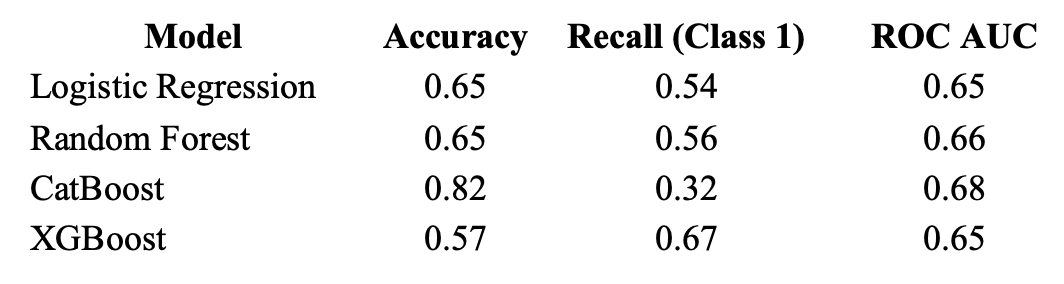 Model Accuracy Recall (Class 1) ROC AUC
Logistic Regression 0.65 0.54 0.65
Random Forest 0.65 0.56 0.66
CatBoost 0.82 0.32 0.68
XGBoost 0.57 0.67 0.65